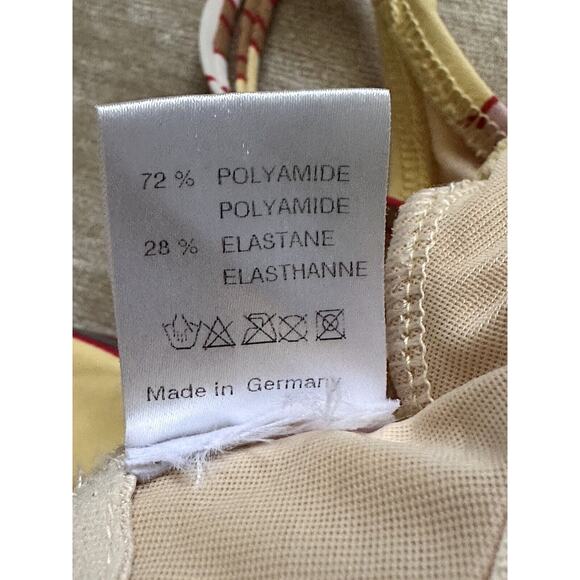 72 % POLYAMIDE
POLYAMIDE
28 % ELASTANE
ELASTHANNE
Made in Germany